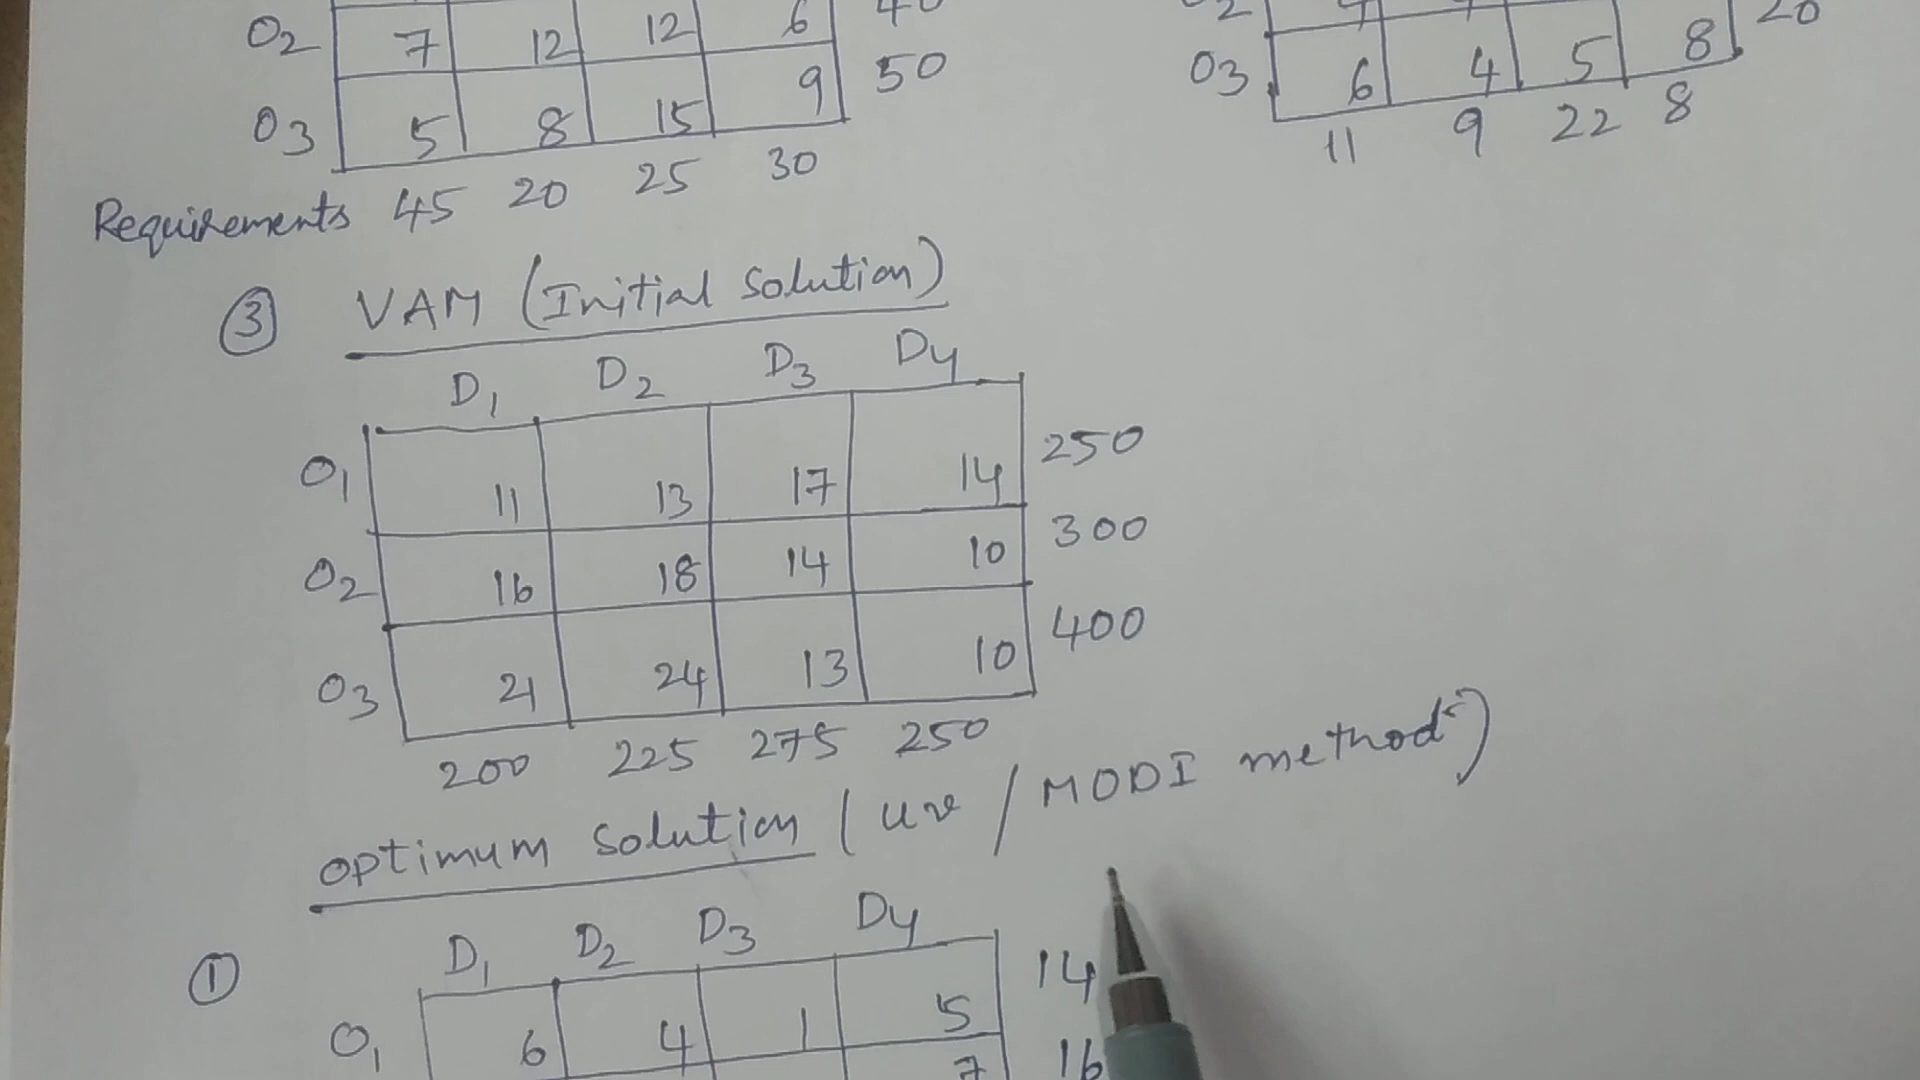 O2 7 12 12 6
O3 5 8 15 9 50
Requirements 45 20 25 30
O3 6 4 5 8 20
11 9 22 8
③ VAM (Initial Solution)
D1 D2 D3 D4
O1 11 13 17 14 250
O2 16 18 14 10 300
O3 21 24 13 10 400
200 225 275 250
optimum solution (uv / MODI method)
D1 D2 D3 D4
① O1 6 4 1 5 14
7 16